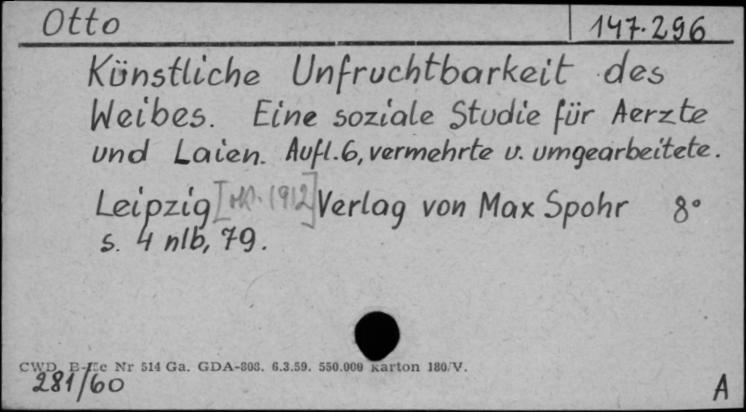 Otto 147.296
Künstliche Unfruchtbarkeit des
Weibes. Eine soziale Studie für Aerzte
und Laien. Aufl. 6, vermehrte u. umgearbeitete.
Leipzig [ok. 1912] Verlag von Max Spohr 8°
s. 4 nlb, 79.
CWD, Nr 514 Ga. GDA-808. 6.3.59. 550.000 Karton 180/V.
281/60
A